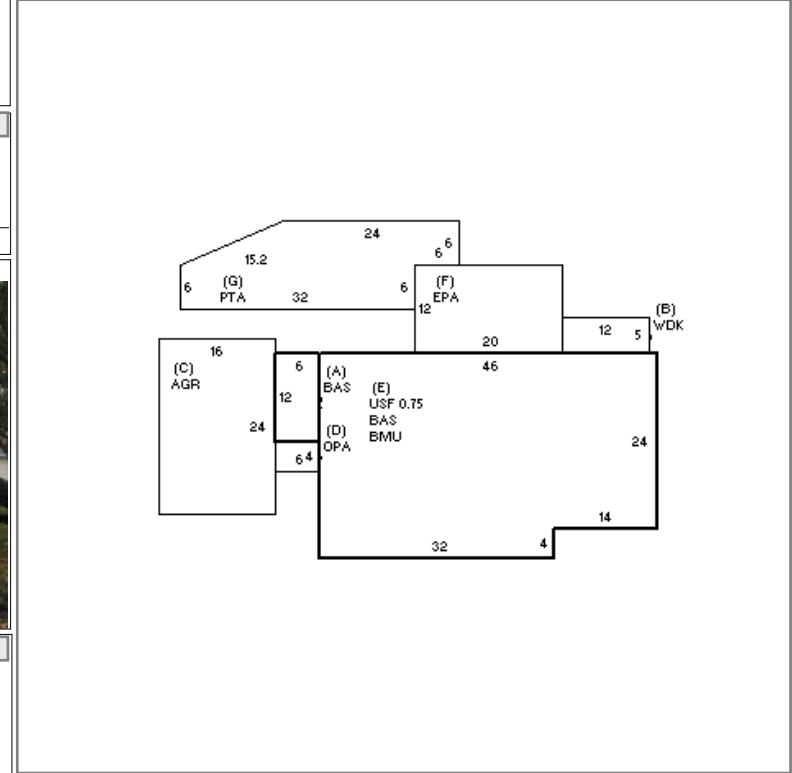 24
6
6
15.2
(G)
PTA
6
32
6
(F)
EPA
12
20
(B)
WDK
12
5
16
(C)
AGR
24
6
12
(A)
BAS
(D)
OPA
6
4
46
(E)
USF 0.75
BAS
BMU
24
14
4
32